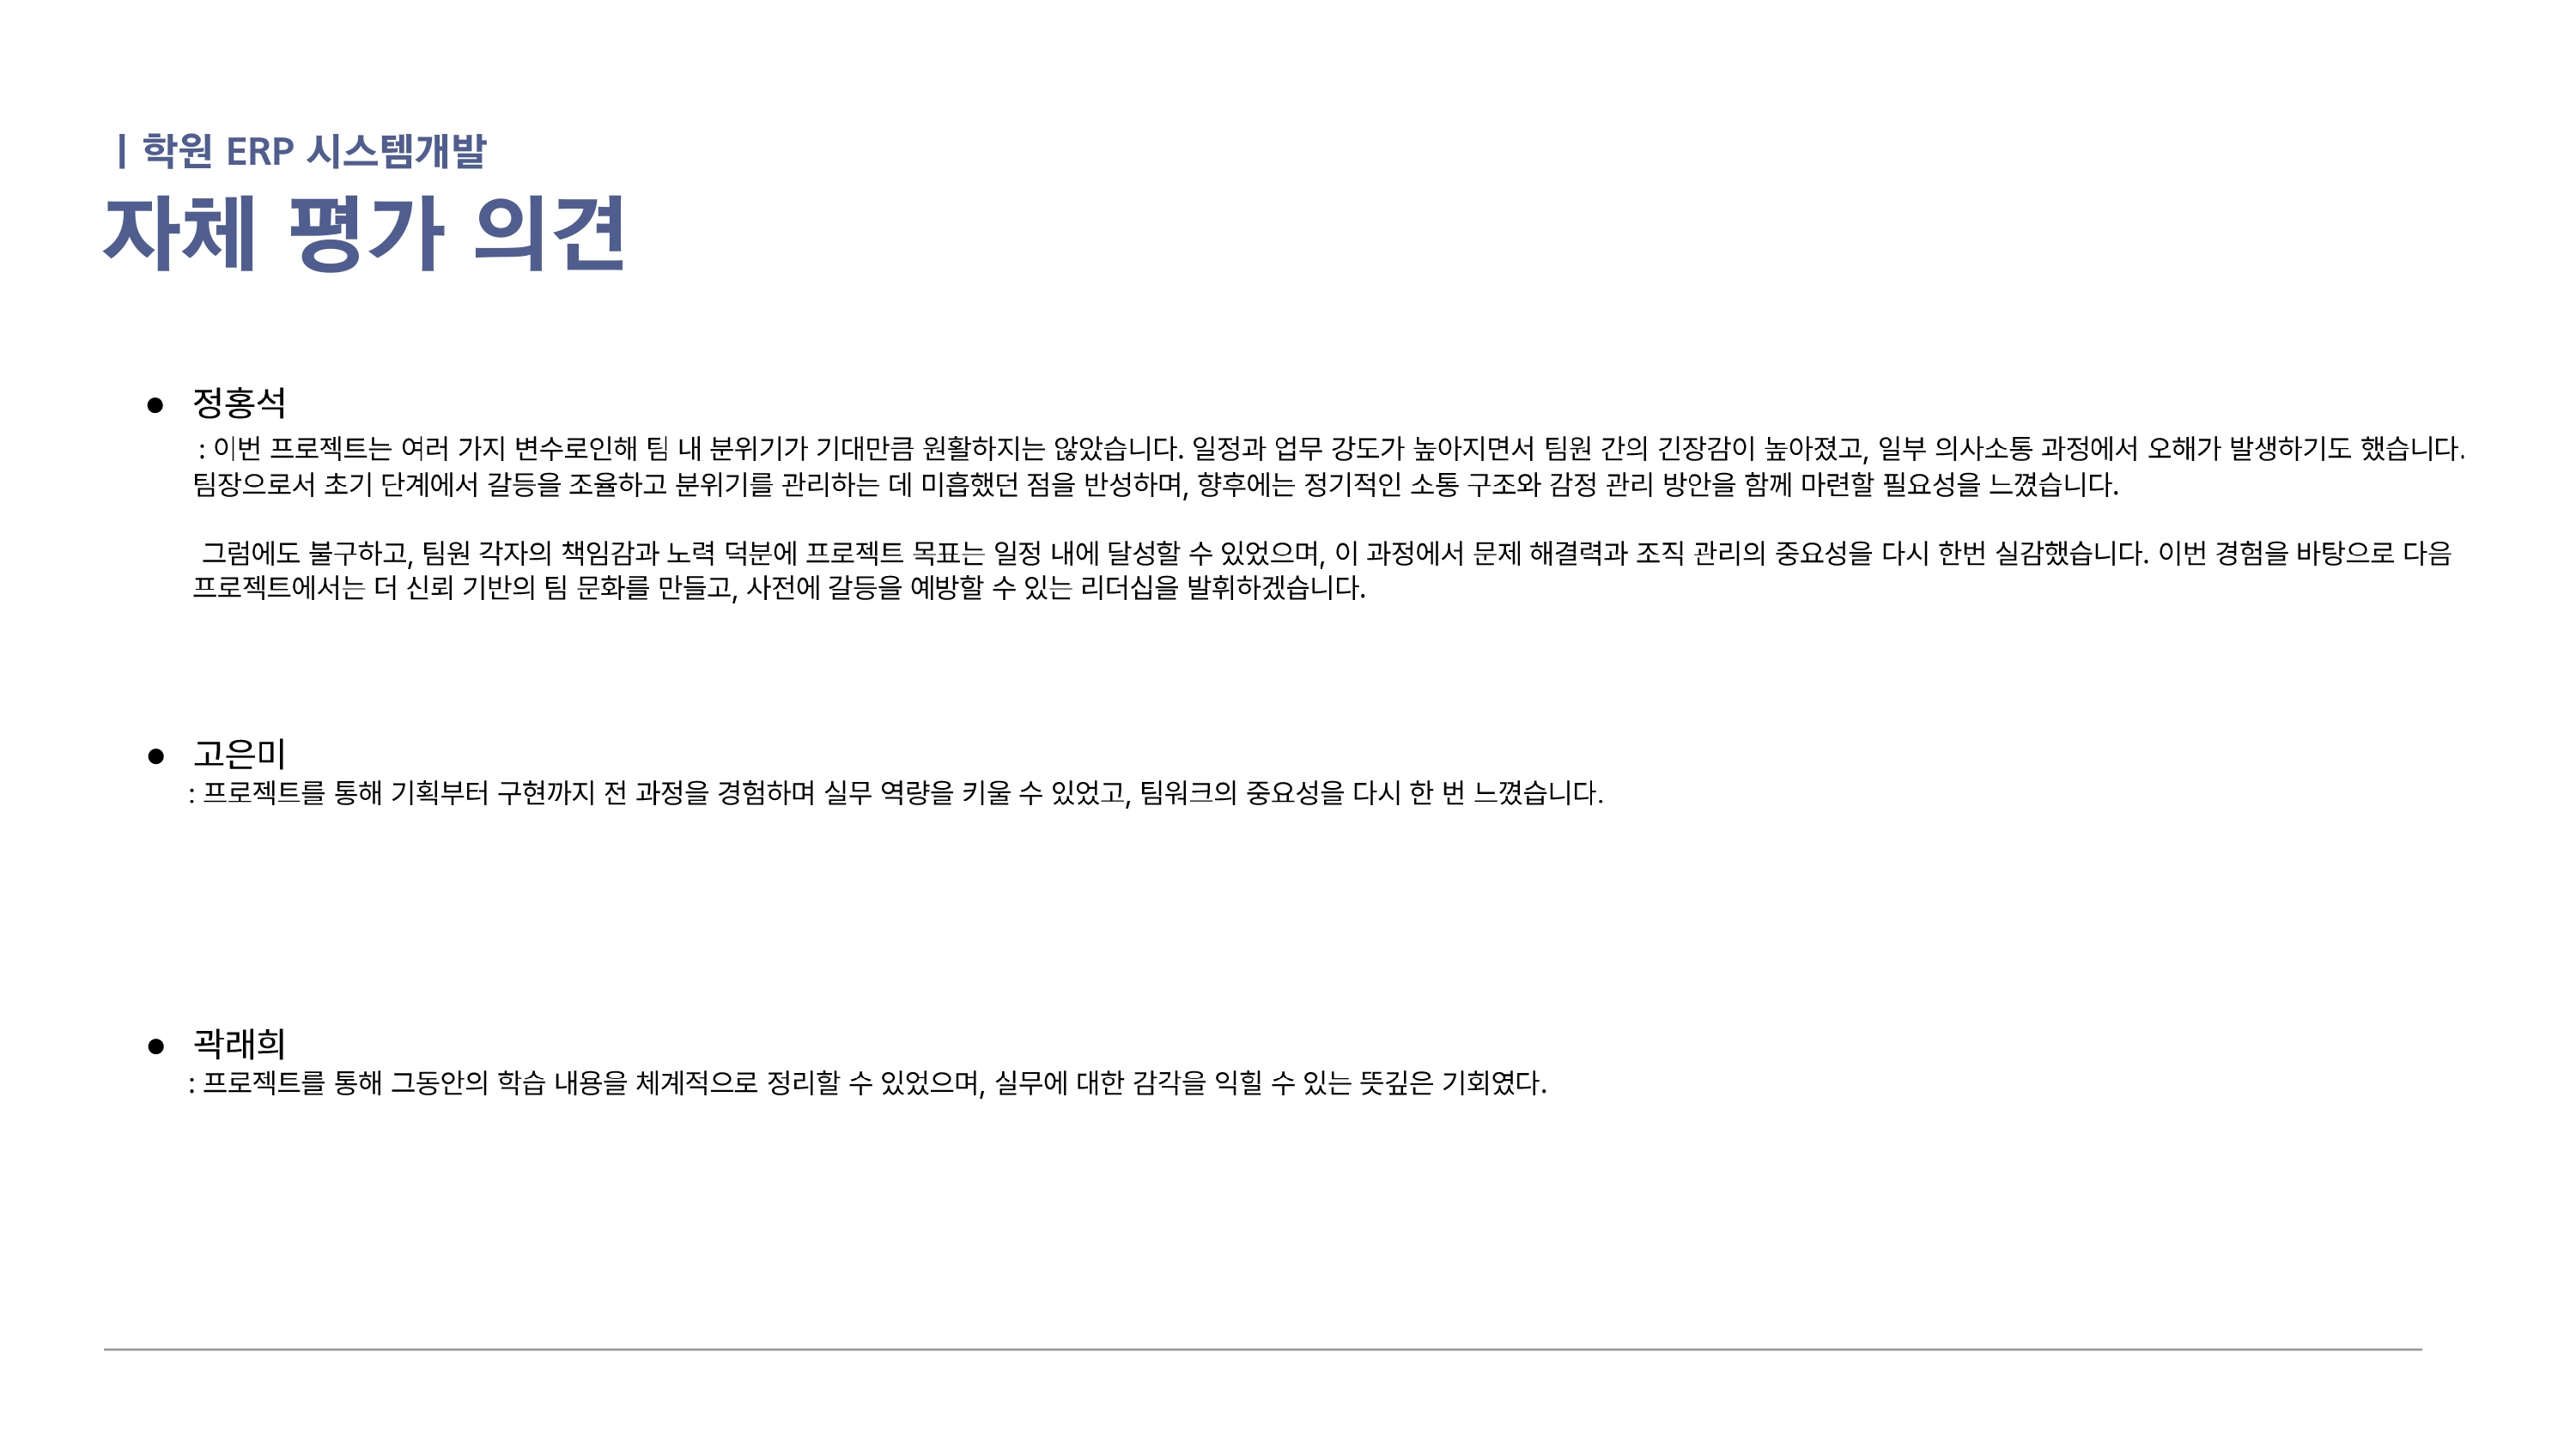 | 학원 ERP 시스템개발
자체 평가 의견
● 정홍석
: 이번 프로젝트는 여러 가지 변수로인해 팀 내 분위기가 기대만큼 원활하지는 않았습니다. 일정과 업무 강도가 높아지면서 팀원 간의 긴장감이 높아졌고, 일부 의사소통 과정에서 오해가 발생하기도 했습니다.
팀장으로서 초기 단계에서 갈등을 조율하고 분위기를 관리하는 데 미흡했던 점을 반성하며, 향후에는 정기적인 소통 구조와 감정 관리 방안을 함께 마련할 필요성을 느꼈습니다.
그럼에도 불구하고, 팀원 각자의 책임감과 노력 덕분에 프로젝트 목표는 일정 내에 달성할 수 있었으며, 이 과정에서 문제 해결력과 조직 관리의 중요성을 다시 한번 실감했습니다. 이번 경험을 바탕으로 다음
프로젝트에서는 더 신뢰 기반의 팀 문화를 만들고, 사전에 갈등을 예방할 수 있는 리더십을 발휘하겠습니다.
● 고은미
: 프로젝트를 통해 기획부터 구현까지 전 과정을 경험하며 실무 역량을 키울 수 있었고, 팀워크의 중요성을 다시 한 번 느꼈습니다.
● 곽래희
: 프로젝트를 통해 그동안의 학습 내용을 체계적으로 정리할 수 있었으며, 실무에 대한 감각을 익힐 수 있는 뜻깊은 기회였다.